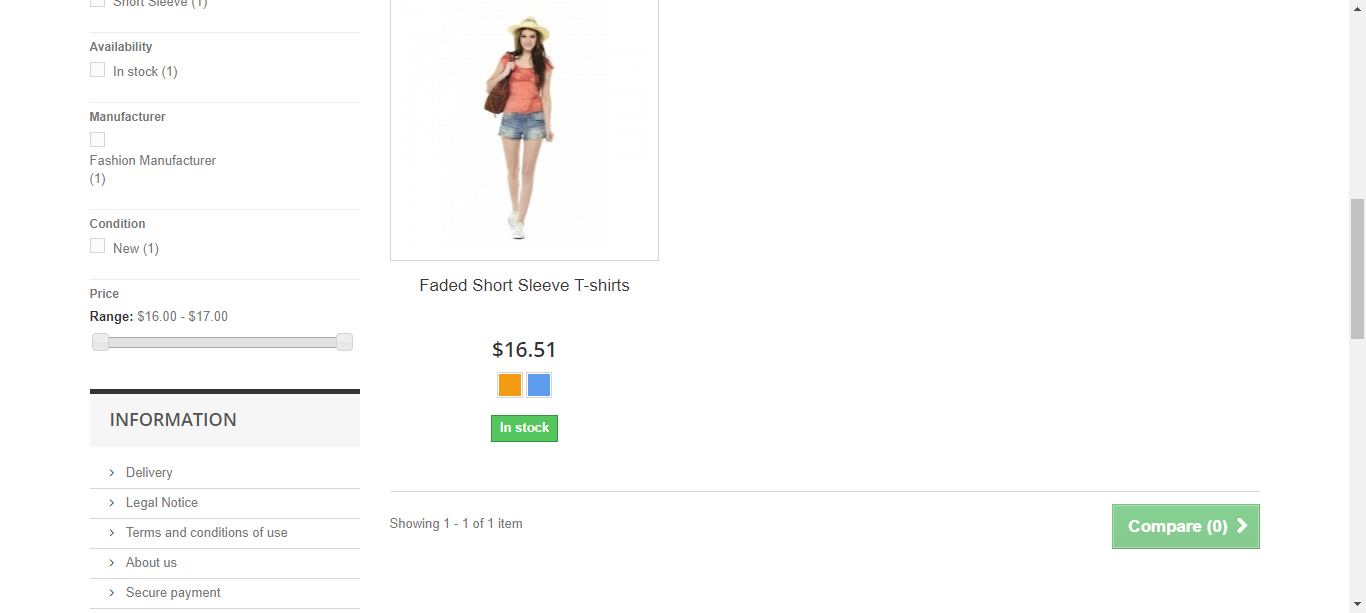 Short Sleeve (1)
Availability
In stock (1)
Manufacturer
Fashion Manufacturer
(1)
Condition
New (1)
Price
Range: $16.00 - $17.00
INFORMATION
Delivery
Legal Notice
Terms and conditions of use
About us
Secure payment
Faded Short Sleeve T-shirts
$16.51
In stock
Showing 1 - 1 of 1 item
Compare (0)